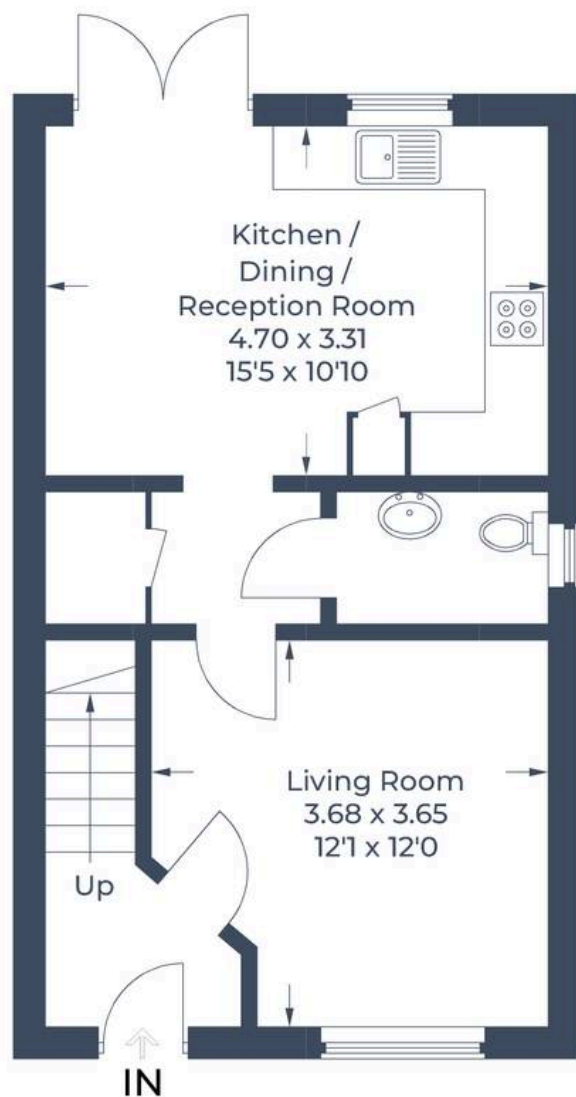 Kitchen /
Dining /
Reception Room
4.70 x 3.31
15'5 x 10'10
Living Room
3.68 x 3.65
12'1 x 12'0
Up
IN